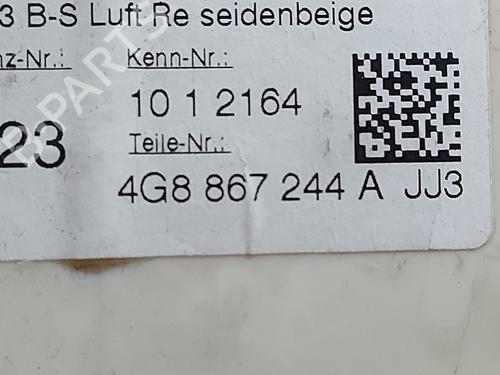 3 B-S Luft Re seidenbeige
nz-Nr.: Kenn-Nr.:
10 1 2164
23 Teile-Nr.:
4G8 867 244 A JJ3